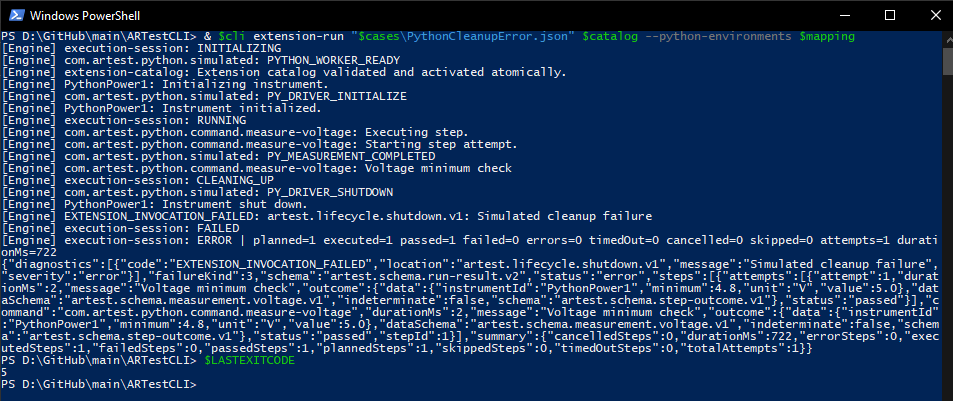 Windows PowerShell
PS D:\GitHub\main\ARTestCLI> & $cli extension-run "$cases\PythonCleanupError.json" $catalog --python-environments $mapping
[Engine] execution-session: INITIALIZING
[Engine] com.artest.python.simulated: PYTHON_WORKER_READY
[Engine] extension-catalog: Extension catalog validated and activated atomically.
[Engine] PythonPower1: Initializing instrument.
[Engine] com.artest.python.simulated: PY_DRIVER_INITIALIZE
[Engine] PythonPower1: Instrument initialized.
[Engine] execution-session: RUNNING
[Engine] com.artest.python.command.measure-voltage: Executing step.
[Engine] com.artest.python.command.measure-voltage: Starting step attempt.
[Engine] com.artest.python.simulated: PY_MEASUREMENT_COMPLETED
[Engine] com.artest.python.command.measure-voltage: Voltage minimum check
[Engine] execution-session: CLEANING_UP
[Engine] com.artest.python.simulated: PY_DRIVER_SHUTDOWN
[Engine] PythonPower1: Instrument shut down.
[Engine] EXTENSION_INVOCATION_FAILED: artest.lifecycle.shutdown.v1: Simulated cleanup failure
[Engine] execution-session: FAILED
[Engine] execution-session: ERROR | planned=1 executed=1 passed=1 failed=0 errors=0 timedOut=0 cancelled=0 skipped=0 attempts=1 durati
onMs=722
{"diagnostics":[{"code":"EXTENSION_INVOCATION_FAILED","location":"artest.lifecycle.shutdown.v1","message":"Simulated cleanup failure",
"severity":"error"}],"failureKind":3,"schema":"artest.schema.run-result.v2","status":"error","steps":[{"attempts":[{"attempt":1,"durat
ionMs":2,"message":"Voltage minimum check","outcome":{"data":{"instrumentId":"PythonPower1","minimum":4.8,"unit":"V","value":5.0},"dat
aSchema":"artest.schema.measurement.voltage.v1","indeterminate":false,"schema":"artest.schema.step-outcome.v1"},"status":"passed"}],"c
ommand":"com.artest.python.command.measure-voltage","durationMs":2,"message":"Voltage minimum check","outcome":{"data":{"instrumentId"
:"PythonPower1","minimum":4.8,"unit":"V","value":5.0},"dataSchema":"artest.schema.measurement.voltage.v1","indeterminate":false,"schem
a":"artest.schema.step-outcome.v1"},"status":"passed","stepId":1}],"summary":{"cancelledSteps":0,"durationMs":722,"errorSteps":0,"exec
utedSteps":1,"failedSteps":0,"passedSteps":1,"plannedSteps":1,"skippedSteps":0,"timedOutSteps":0,"totalAttempts":1}}
PS D:\GitHub\main\ARTestCLI> $LASTEXITCODE
5
PS D:\GitHub\main\ARTestCLI>